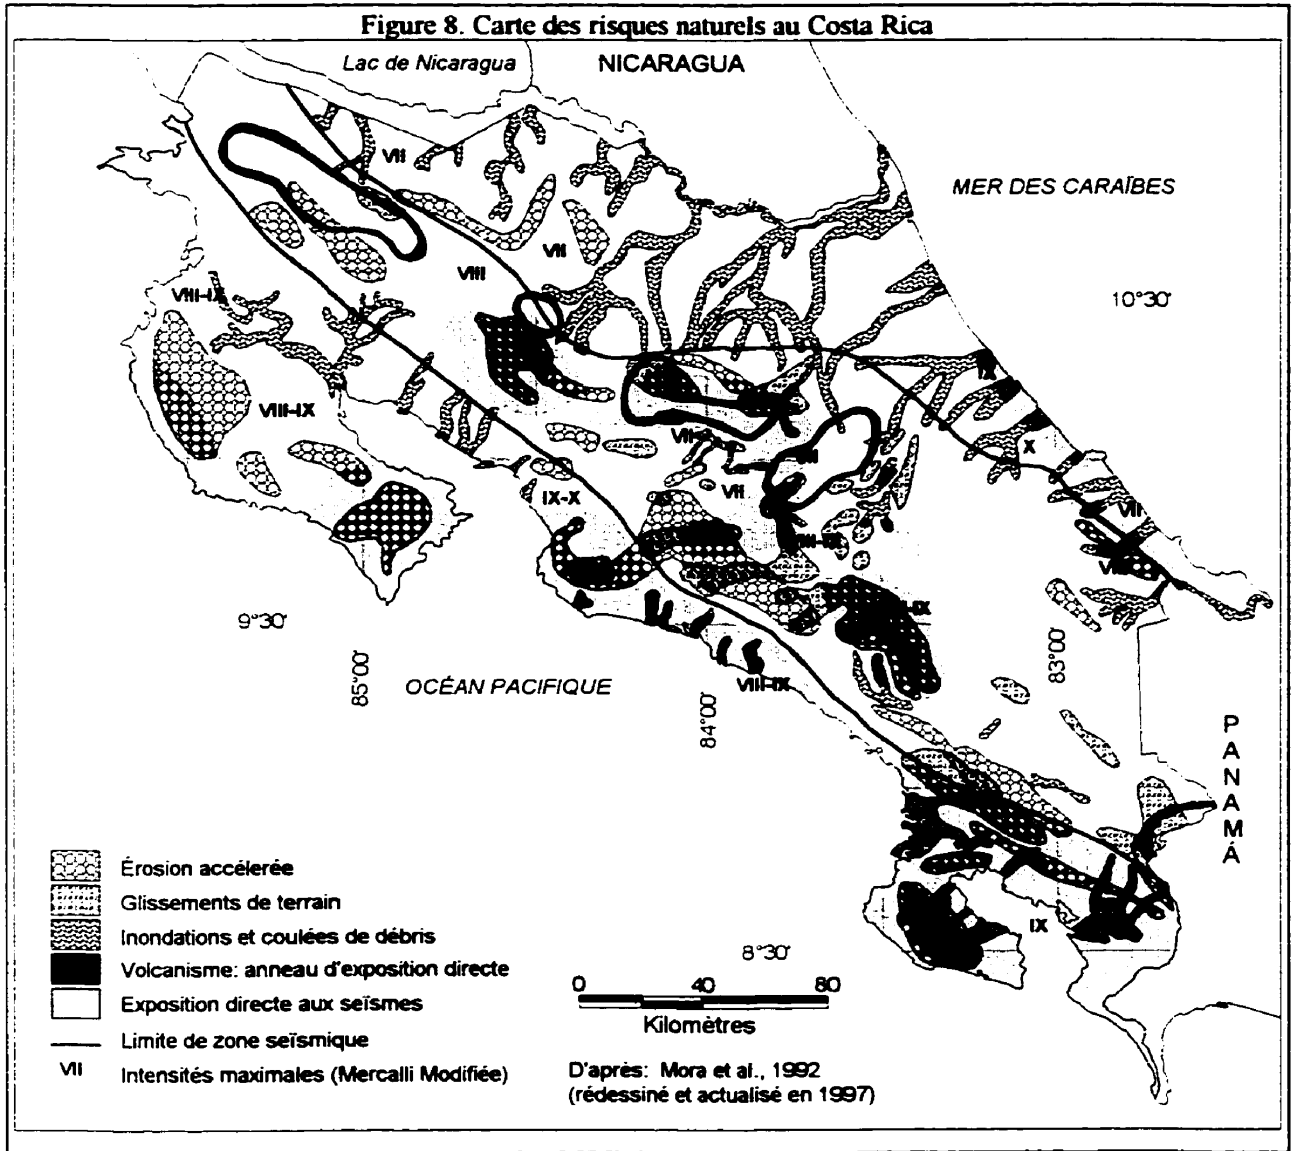 Figure 8. Carte des risques naturels au Costa Rica
Lac de Nicaragua
NICARAGUA
MER DES CARAÏBES
VII
VII
VIII
VIII-IX
10°30'
IX
VIII-IX
X
VII
IX-X
VII
VIII-IX
9°30'
85°00'
OCÉAN PACIFIQUE
84°00'
VIII-IX
83°00'
PANAMÁ
IX
8°30'
Érosion accélerée
Glissements de terrain
Inondations et coulées de débris
Volcanisme: anneau d'exposition directe
Exposition directe aux seïsmes
Limite de zone seïsmique
VII Intensités maximales (Mercalli Modifiée)
0 40 80
Kilomètres
D'après: Mora et al., 1992
(rédessiné et actualisé en 1997)